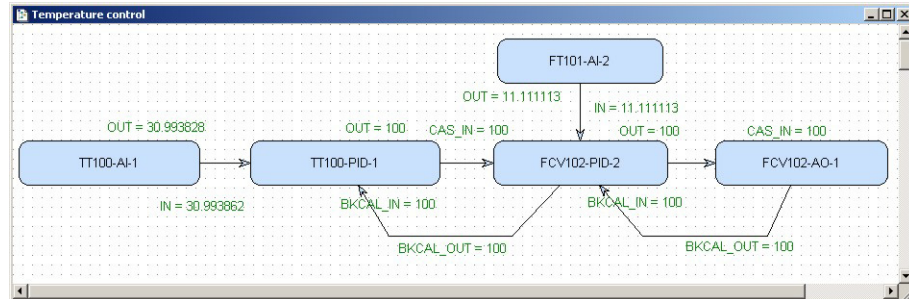 Temperature control
FT101-AI-2
OUT = 11.111113
IN = 11.111113
OUT = 30.993828
OUT = 100
CAS_IN = 100
OUT = 100
CAS_IN = 100
TT100-AI-1
TT100-PID-1
FCV102-PID-2
FCV102-AO-1
IN = 30.993862
BKCAL_IN = 100
BKCAL_IN = 100
BKCAL_OUT = 100
BKCAL_OUT = 100